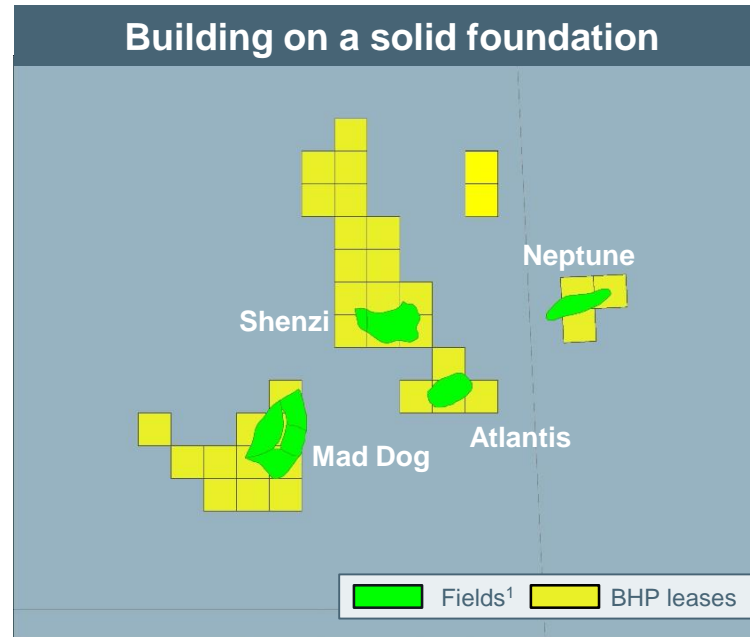 Building on a solid foundation
Neptune
Shenzi
Atlantis
Mad Dog
Fields¹ BHP leases